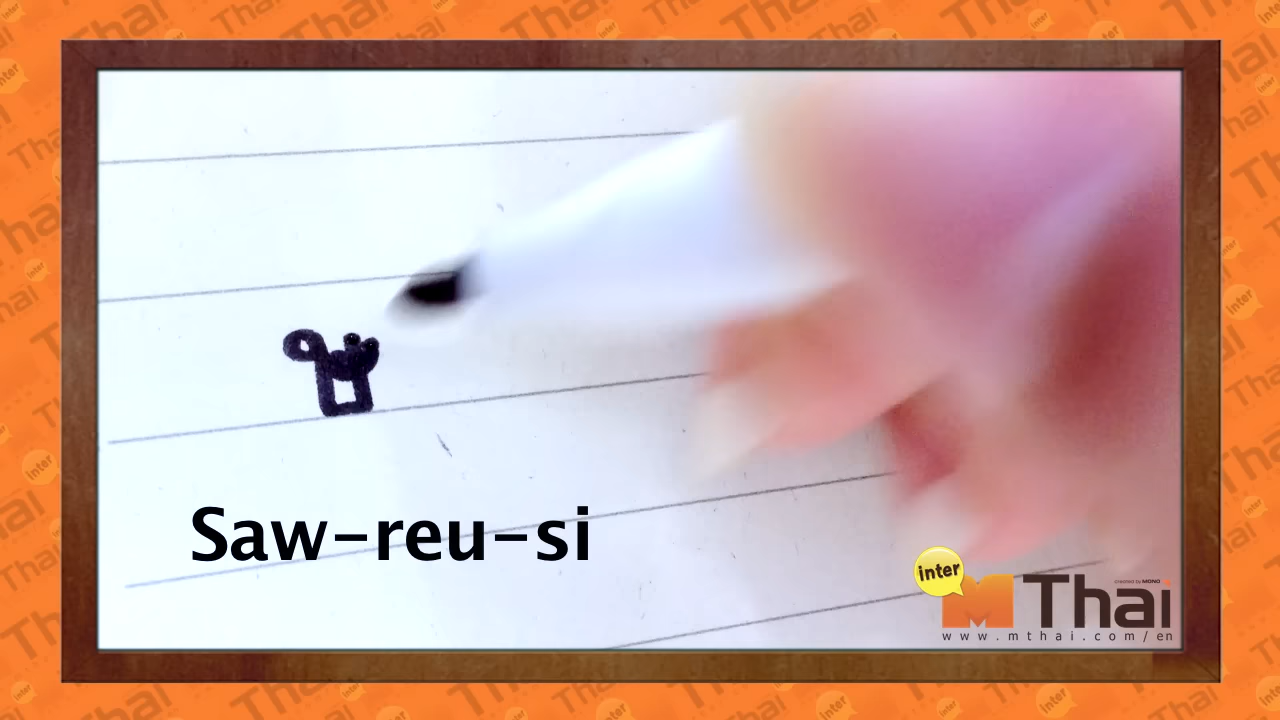 ษ
Saw-reu-si
inter
created by MONO
MThai
www.mthai.com/en